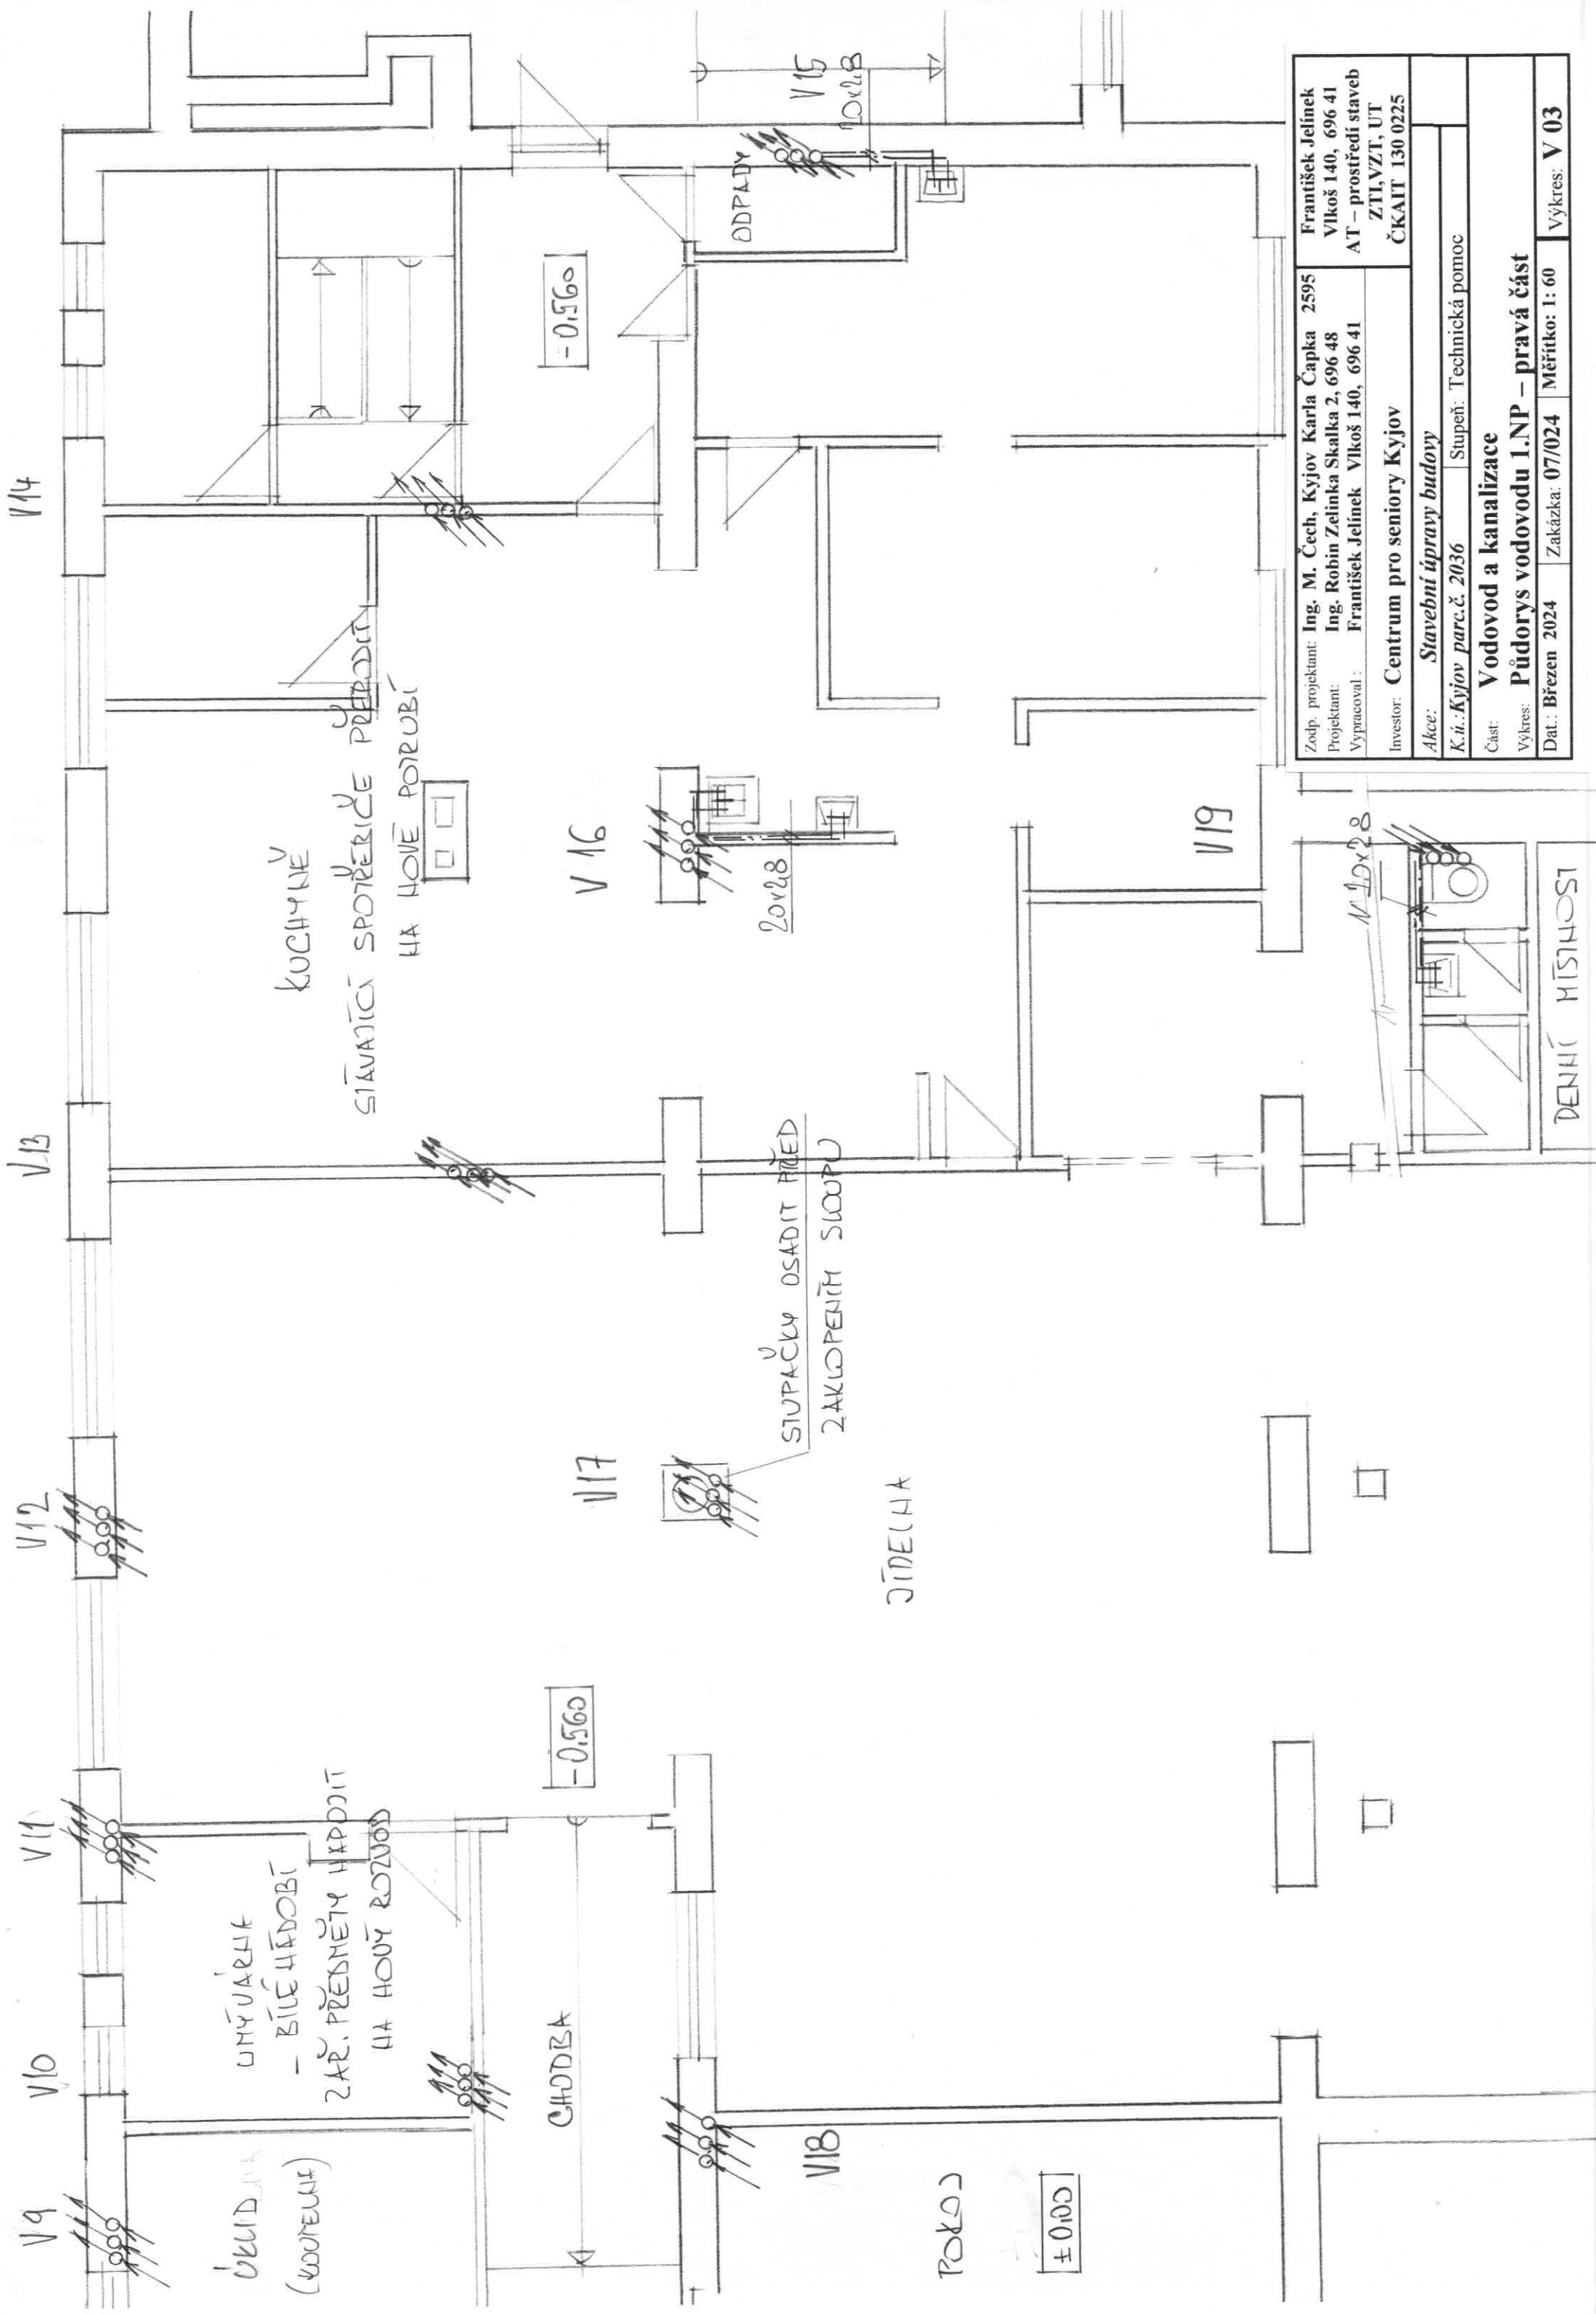 V9
V10
V11
V12
V13
V14
ÚKLID
(KOUPELNA)
UMÝVÁRNA
– BÍLÉ NÁDOBÍ
ZAŘ. PŘEDMĚTY NAPOJIT
NA NOVÝ ROZVOD
KUCHYNĚ
STÁVAJÍCÍ SPOTŘEBIČE PŘEPOJIT
NA NOVÉ POTRUBÍ
CHODBA
-0,560
-0,560
V17
V16
20x28
V18
STUPAČKY OSADIT PŘED
ZAKLOPENÍM SLOUPU
JÍDELNA
ODPADY
V15
20x28
POKOJ
±0,00
V19
20x28
DENNÍ MÍSTNOST
Zodp. projektant: Ing. M. Čech, Kyjov Karla Čapka 2595
Projektant: Ing. Robin Zelinka Skalka 2, 696 48
Vypracoval : František Jelínek Vlkoš 140, 696 41
František Jelínek
Vlkoš 140, 696 41
AT – prostředí staveb
ZTI,VZT, UT
ČKAIT 130 0225
Investor: Centrum pro seniory Kyjov
Akce: Stavební úpravy budovy
K.ú.:Kyjov parc.č. 2036 Stupeň: Technická pomoc
Část: Vodovod a kanalizace
Výkres: Půdorys vodovodu 1.NP – pravá část
Dat.: Březen 2024 Zakázka: 07/024 Měřítko: 1: 60 Výkres: V 03